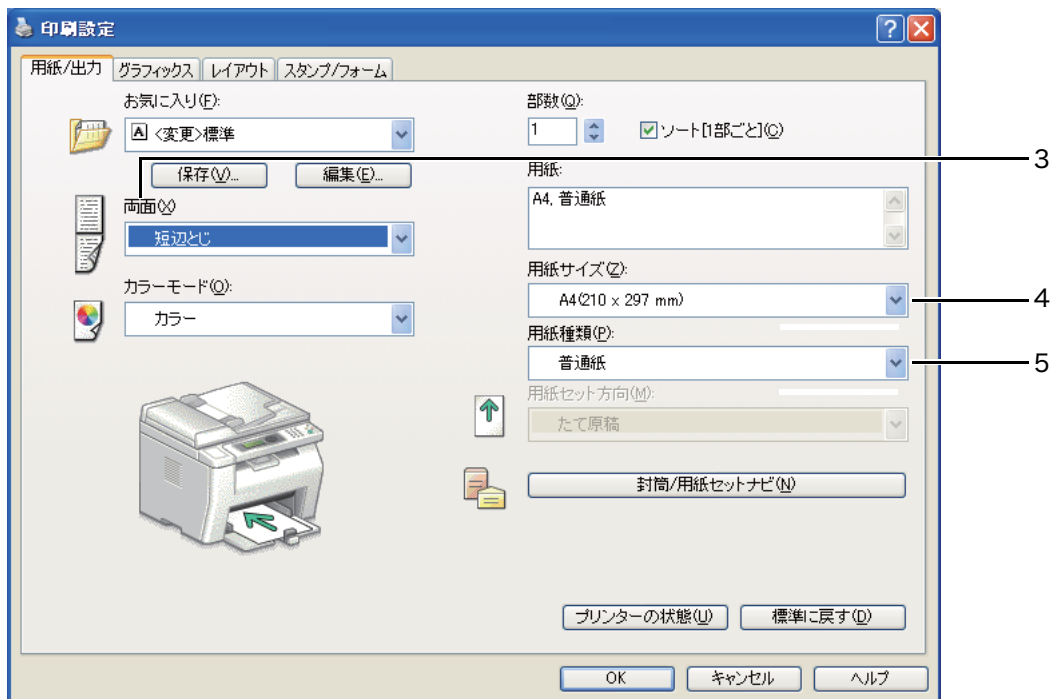 印刷設定
用紙/出力 グラフィックス レイアウト スタンプ/フォーム
お気に入り(F):
A <変更>標準
保存(V)... 編集(E)...
両面(X)
短辺とじ
カラーモード(O):
カラー
部数(Q):
1 ソート[1部ごと](C)
3
用紙:
A4, 普通紙
用紙サイズ(Z):
A4(210 x 297 mm)
4
用紙種類(P):
普通紙
5
用紙セット方向(M):
たて原稿
封筒/用紙セットナビ(N)
プリンターの状態(U) 標準に戻す(D)
OK キャンセル ヘルプ